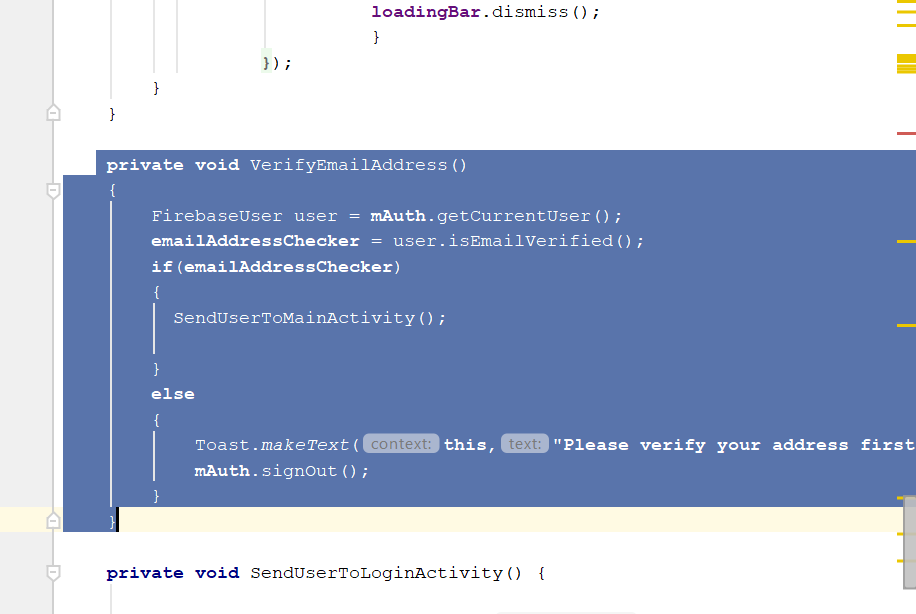 loadingBar.dismiss();
}
});
}
}
private void VerifyEmailAddress()
{
FirebaseUser user = mAuth.getCurrentUser();
emailAddressChecker = user.isEmailVerified();
if(emailAddressChecker)
{
SendUserToMainActivity();
}
else
{
Toast.makeText( context: this, text: "Please verify your address first
mAuth.signOut();
}
}
private void SendUserToLoginActivity() {